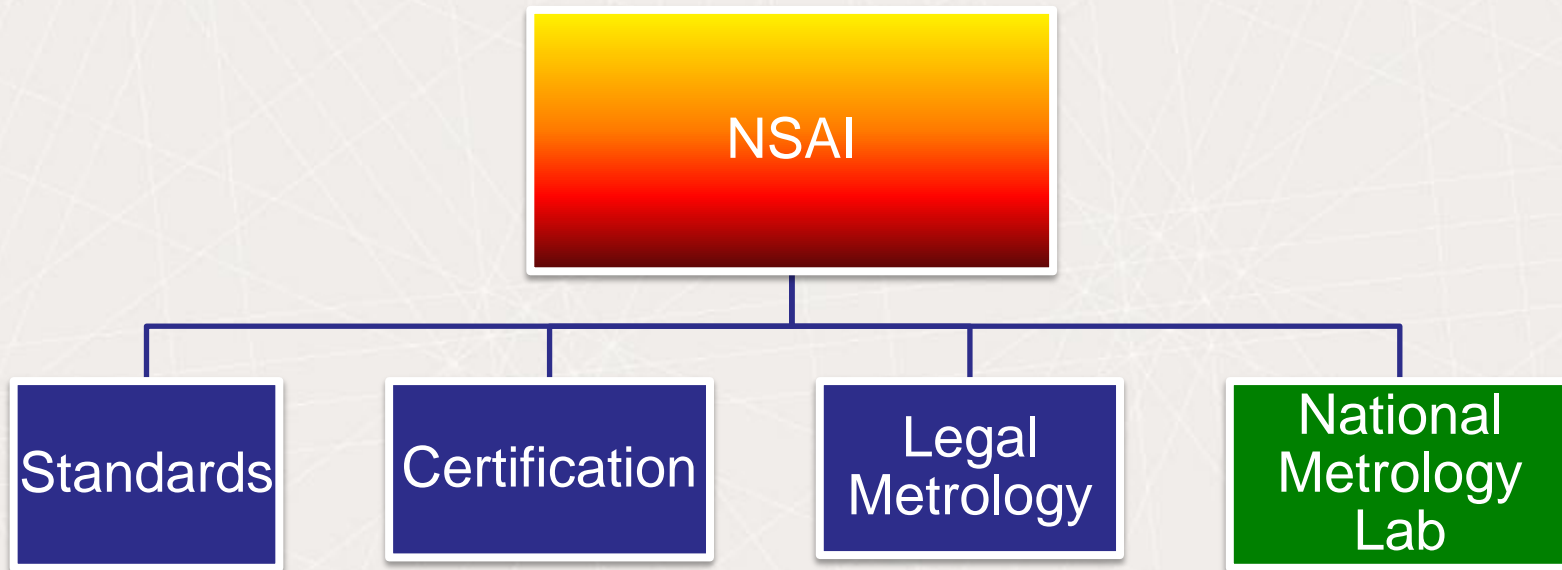 NSAI
Standards
Certification
Legal
Metrology
National
Metrology
Lab